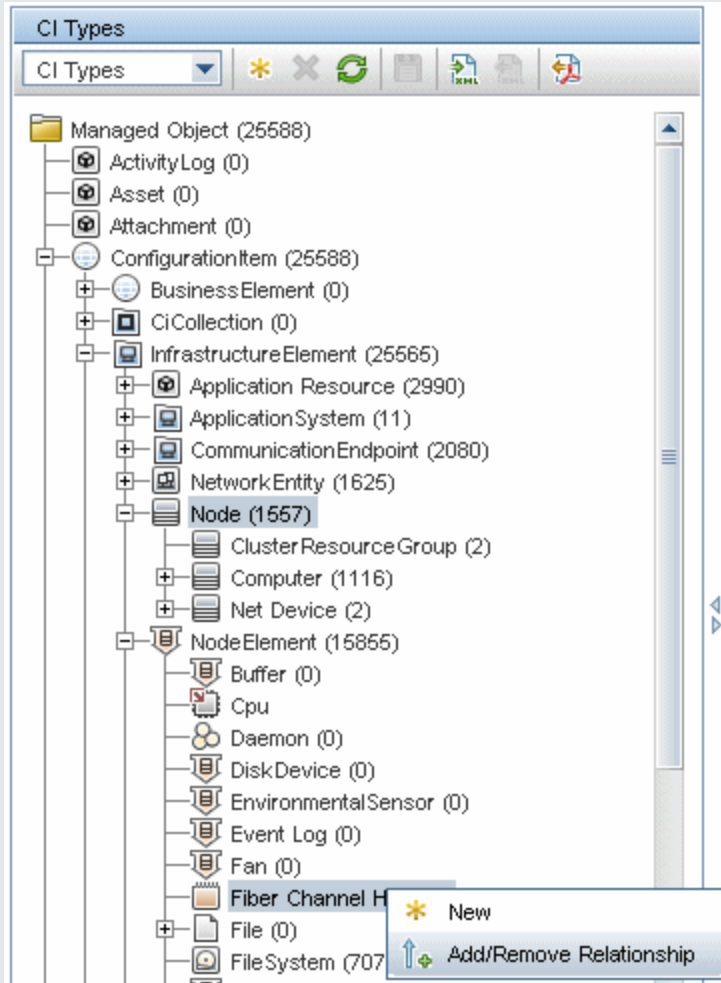 CI Types
CI Types
XML
XML
Managed Object (25588)
ActivityLog (0)
Asset (0)
Attachment (0)
ConfigurationItem (25588)
BusinessElement (0)
CiCollection (0)
InfrastructureElement (25565)
Application Resource (2990)
ApplicationSystem (11)
CommunicationEndpoint (2080)
NetworkEntity (1625)
Node (1557)
ClusterResourceGroup (2)
Computer (1116)
Net Device (2)
NodeElement (15855)
Buffer (0)
Cpu
Daemon (0)
DiskDevice (0)
EnvironmentalSensor (0)
Event Log (0)
Fan (0)
Fiber Channel H
New
File (0)
Add/Remove Relationship
FileSystem (707